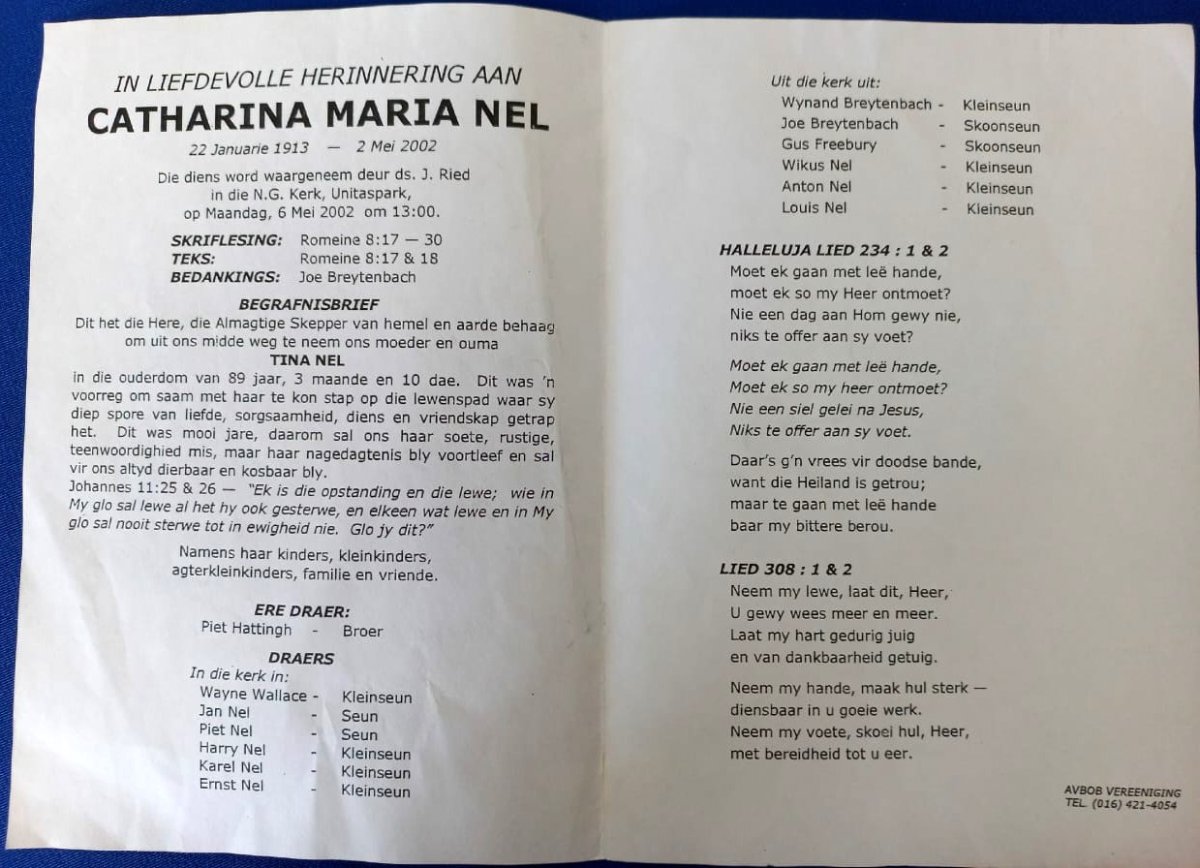 IN LIEFDEVOLLE HERINNERING AAN
CATHARINA MARIA NEL
22 Januarie 1913 — 2 Mei 2002
Die diens word waargeneem deur ds. J. Ried
in die N.G. Kerk, Unitaspark,
op Maandag, 6 Mei 2002 om 13:00.
SKRIFLESING: Romeine 8:17 — 30
TEKS: Romeine 8:17 & 18
BEDANKINGS: Joe Breytenbach
BEGRAFNISBRIEF
Dit het die Here, die Almagtige Skepper van hemel en aarde behaag
om uit ons midde weg te neem ons moeder en ouma
TINA NEL
in die ouderdom van 89 jaar, 3 maande en 10 dae. Dit was 'n
voorreg om saam met haar te kon stap op die lewenspad waar sy
diep spore van liefde, sorgsaamheid, diens en vriendskap getrap
het. Dit was mooi jare, daarom sal ons haar soete, rustige,
teenwoordighied mis, maar haar nagedagtenis bly voortleef en sal
vir ons altyd dierbaar en kosbaar bly.
Johannes 11:25 & 26 — "Ek is die opstanding en die lewe; wie in
My glo sal lewe al het hy ook gesterwe, en elkeen wat lewe en in My
glo sal nooit sterwe tot in ewigheid nie. Glo jy dit?"
Namens haar kinders, kleinkinders,
agterkleinkinders, familie en vriende.
ERE DRAER:
Piet Hattingh - Broer
DRAERS
In die kerk in:
Wayne Wallace - Kleinseun
Jan Nel - Seun
Piet Nel - Seun
Harry Nel - Kleinseun
Karel Nel - Kleinseun
Ernst Nel - Kleinseun
Uit die kerk uit:
Wynand Breytenbach - Kleinseun
Joe Breytenbach - Skoonseun
Gus Freebury - Skoonseun
Wikus Nel - Kleinseun
Anton Nel - Kleinseun
Louis Nel - Kleinseun
HALLELUJA LIED 234 : 1 & 2
Moet ek gaan met leë hande,
moet ek so my Heer ontmoet?
Nie een dag aan Hom gewy nie,
niks te offer aan sy voet?
Moet ek gaan met leë hande,
Moet ek so my heer ontmoet?
Nie een siel gelei na Jesus,
Niks te offer aan sy voet.
Daar's g'n vrees vir doodse bande,
want die Heiland is getrou;
maar te gaan met leë hande
baar my bittere berou.
LIED 308 : 1 & 2
Neem my lewe, laat dit, Heer,
U gewy wees meer en meer.
Laat my hart gedurig juig
en van dankbaarheid getuig.
Neem my hande, maak hul sterk —
diensbaar in u goeie werk.
Neem my voete, skoei hul, Heer,
met bereidheid tot u eer.
AVBOB VEREENIGING
TEL. (016) 421-4054